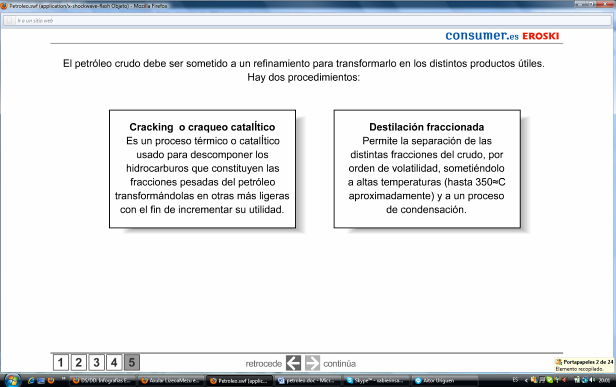 Petroleo.swf (application/x-shockwave-flash Objeto) - Mozilla Firefox
Ir a un sitio web
consumer.es EROSKI
El petróleo crudo debe ser sometido a un refinamiento para transformarlo en los distintos productos útiles.
Hay dos procedimientos:
Cracking o craqueo catalÍtico
Es un proceso térmico o catalÍtico
usado para descomponer los
hidrocarburos que constituyen las
fracciones pesadas del petróleo
transformándolas en otras más ligeras
con el fin de incrementar su utilidad.
Destilación fraccionada
Permite la separación de las
distintas fracciones del crudo, por
orden de volatilidad, sometiéndolo
a altas temperaturas (hasta 350≈C
aproximadamente) y a un proceso
de condensación.
1 2 3 4 5
retrocede continúa
Portapapeles 2 de 24
Elemento recopilado.
Petroleo.swf (applic...
petroleo.doc - Micr...
Aitor Uriguen
ES
20:01